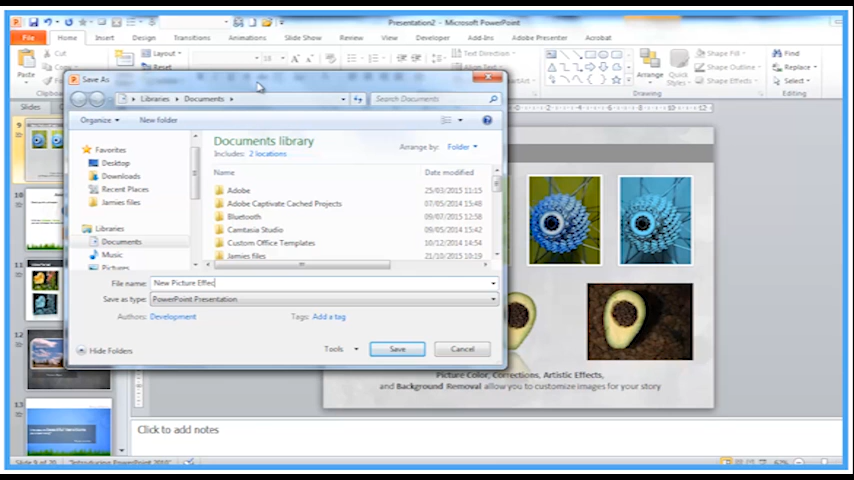 Presentation2 - Microsoft PowerPoint
File Home Insert Design Transitions Animations Slide Show Review View Developer Add-Ins Adobe Presenter Acrobat
Paste
Cut
Layout
Reset
Text Direction
Arrange
Quick
Styles
Shape Fill
Shape Outline
Shape Effects
Find
Replace
Select
Editing
Slides
Save As
Libraries Documents
Search Documents
Organize New folder
Documents library
Includes: 2 locations
Arrange by: Folder
Name Date modified
Favorites
Desktop
Downloads
Recent Places
Jamies files
Libraries
Documents
Music
Pictures
Adobe 25/03/2015 11:15
Adobe Captivate Cached Projects 07/05/2014 15:48
Bluetooth 09/07/2015 12:58
Camtasia Studio 09/05/2014 15:42
Custom Office Templates 10/12/2014 14:54
Jamies files 21/10/2015 10:19
File name: New Picture Effec
Save as type: PowerPoint Presentation
Authors: Development Tags: Add a tag
Hide Folders Tools Save Cancel
9
10
11
12
13
Picture Color, Corrections, Artistic Effects,
and Background Removal allow you to customize images for your story
Click to add notes